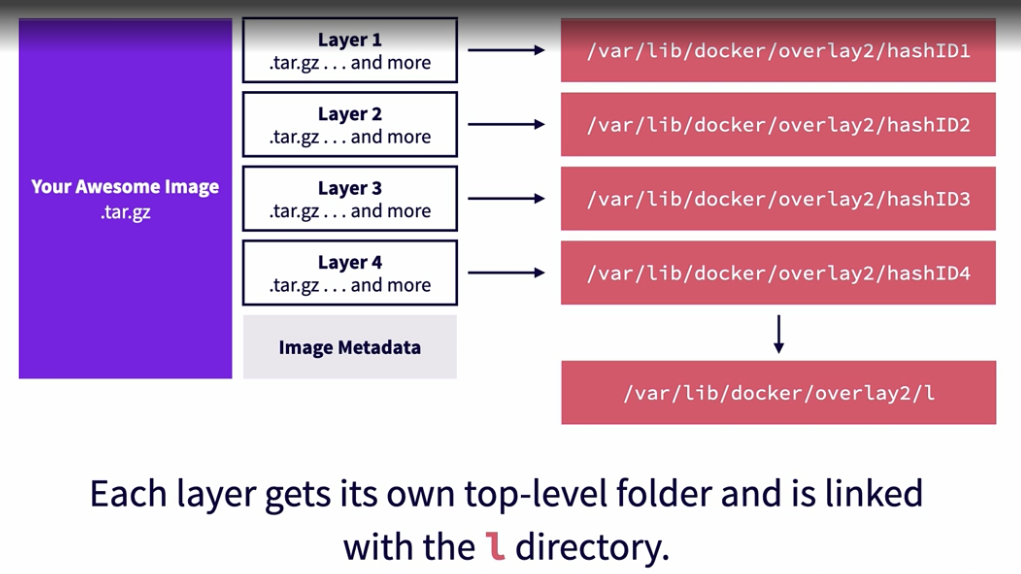 Your Awesome Image
.tar.gz
Layer 1
.tar.gz . . . and more
/var/lib/docker/overlay2/hashID1
Layer 2
.tar.gz . . . and more
/var/lib/docker/overlay2/hashID2
Layer 3
.tar.gz . . . and more
/var/lib/docker/overlay2/hashID3
Layer 4
.tar.gz . . . and more
/var/lib/docker/overlay2/hashID4
Image Metadata
/var/lib/docker/overlay2/l
Each layer gets its own top-level folder and is linked
with the l directory.